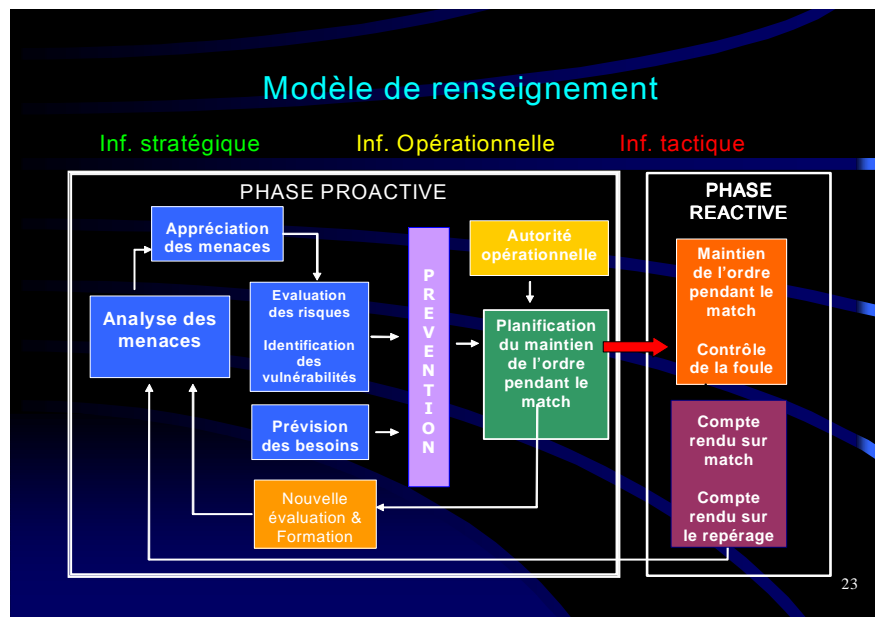 Modèle de renseignement
Inf. stratégique
Inf. Opérationnelle
Inf. tactique
PHASE PROACTIVE
Appréciation
des menaces
Analyse des
menaces
Evaluation
des risques
Identification
des
vulnérabilités
Prévision
des besoins
Nouvelle
évaluation &
Formation
P
R
E
V
E
N
T
I
O
N
Autorité
opérationnelle
Planification
du maintien
de l’ordre
pendant le
match
PHASE
REACTIVE
Maintien
de l’ordre
pendant le
match
Contrôle
de la foule
Compte
rendu sur
match
Compte
rendu sur
le repérage
23